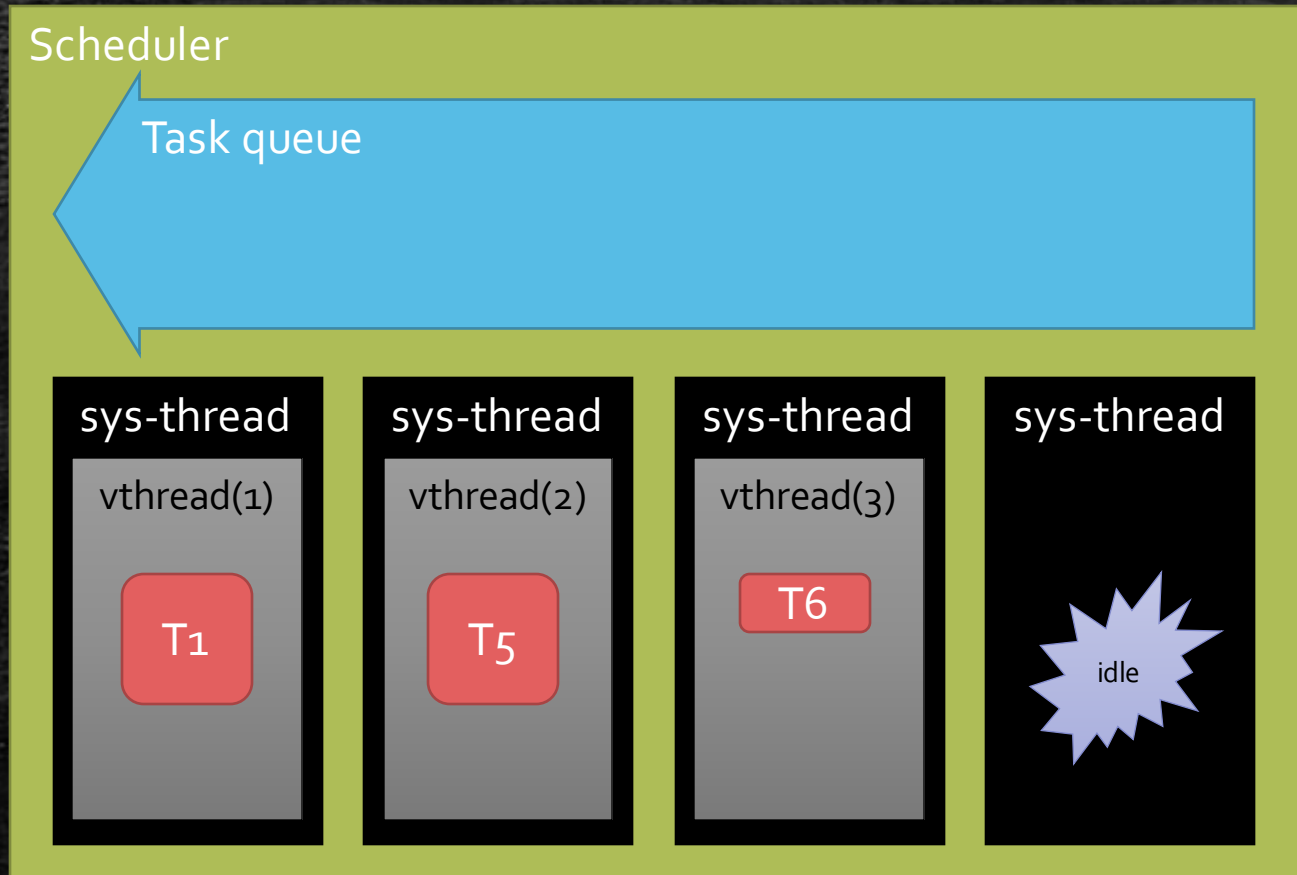 Scheduler
Task queue
sys-thread
sys-thread
sys-thread
sys-thread
vthread(1)
vthread(2)
vthread(3)
T1
T5
T6
idle